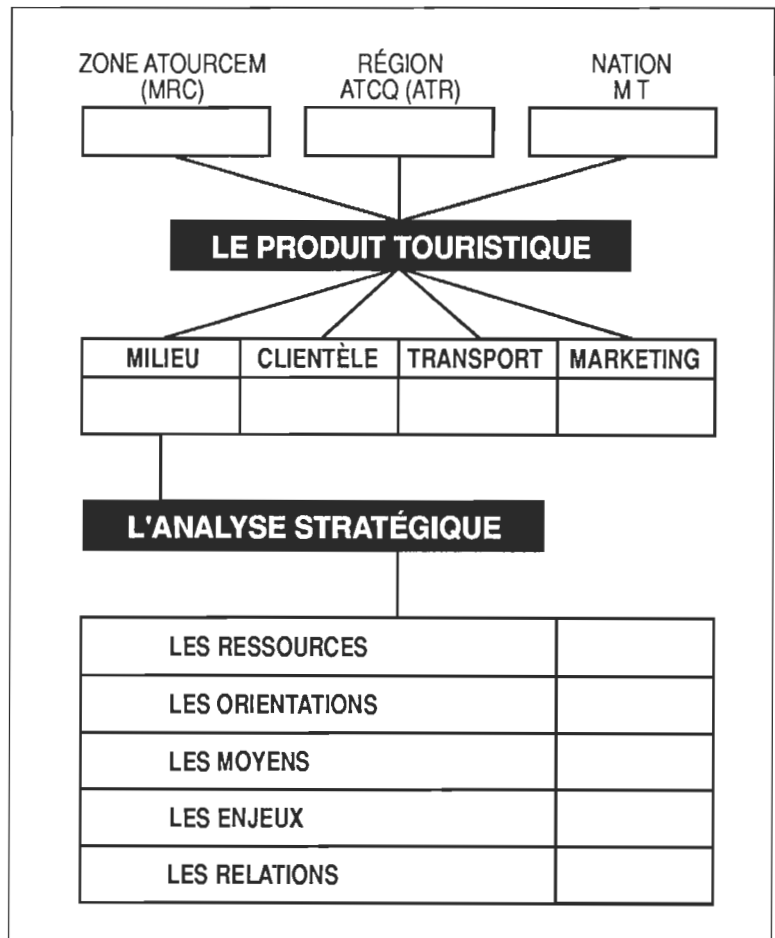 ZONE ATOURCEM
(MRC)
RÉGION
ATCQ (ATR)
NATION
M T
LE PRODUIT TOURISTIQUE
MILIEU
CLIENTÈLE
TRANSPORT
MARKETING
L'ANALYSE STRATÉGIQUE
LES RESSOURCES
LES ORIENTATIONS
LES MOYENS
LES ENJEUX
LES RELATIONS